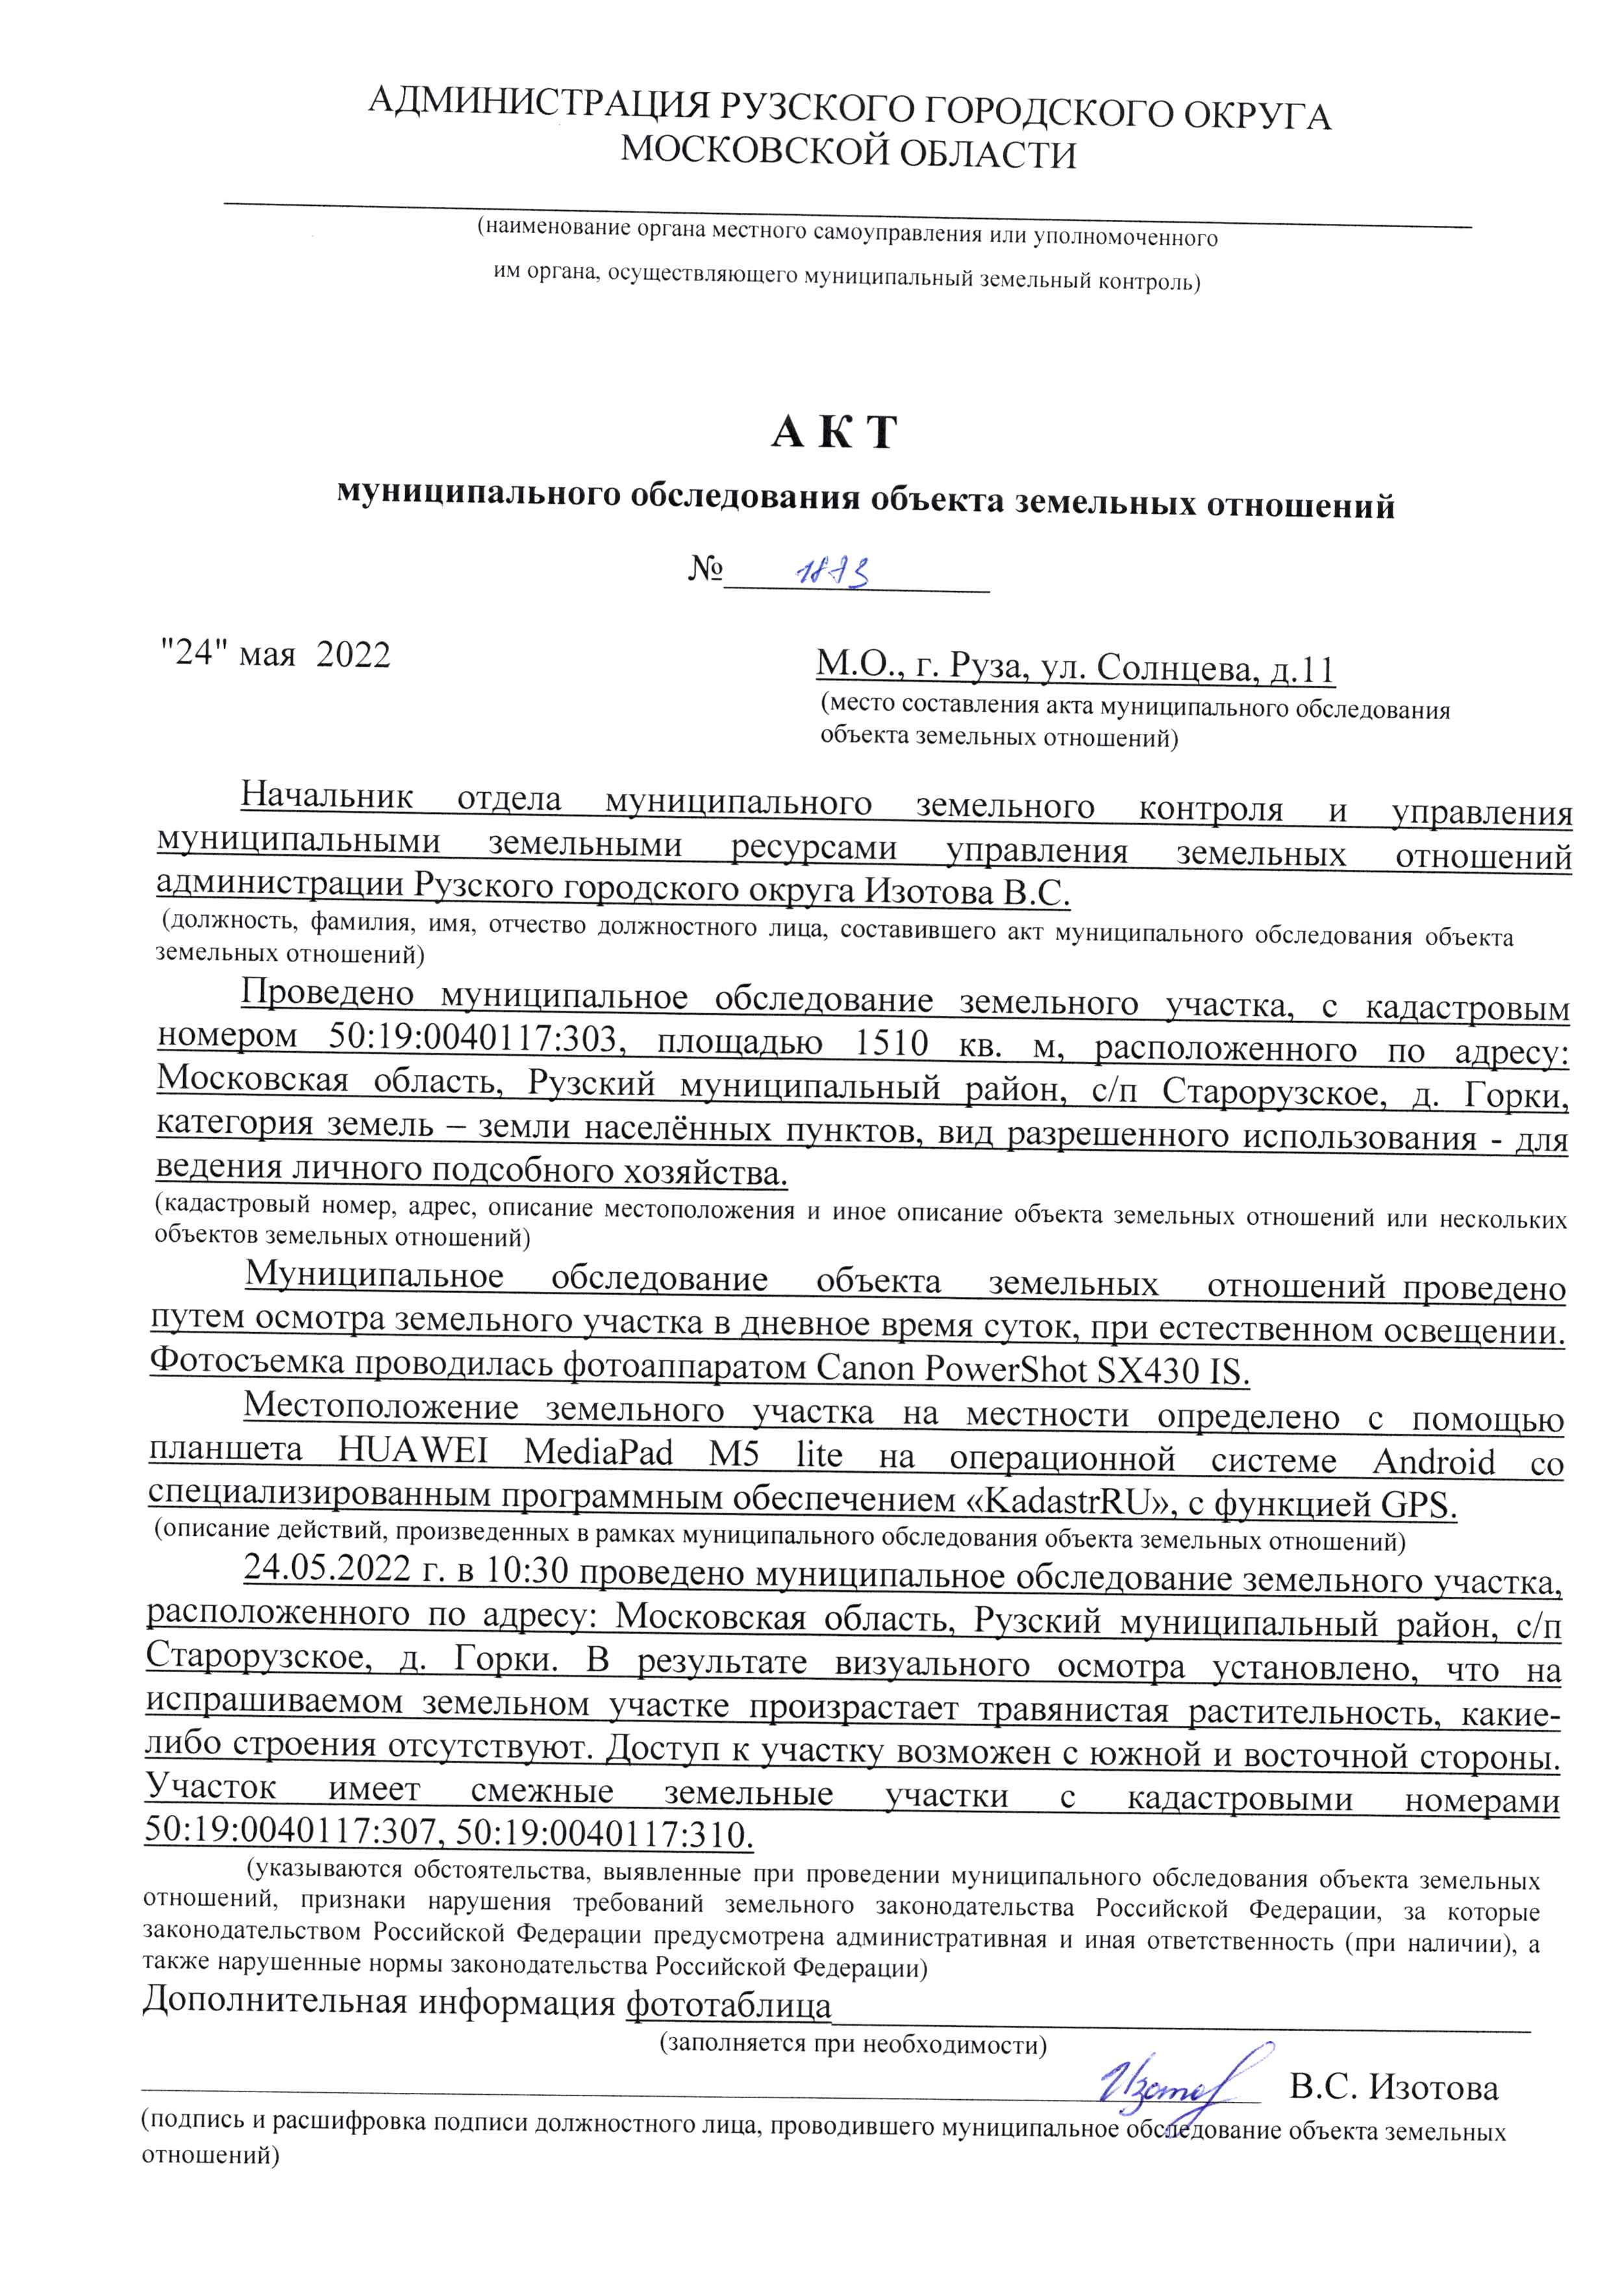 АДМИНИСТРАЦИЯ РУЗСКОГО ГОРОДСКОГО ОКРУГА
МОСКОВСКОЙ ОБЛАСТИ
(наименование органа местного самоуправления или уполномоченного
им органа, осуществляющего муниципальный земельный контроль)
А К Т
муниципального обследования объекта земельных отношений
№
"24" мая 2022
М.О., г. Руза, ул. Солнцева, д.11
(место составления акта муниципального обследования
объекта земельных отношений)
Начальник отдела муниципального земельного контроля и управления
муниципальными земельными ресурсами управления земельных отношений
администрации Рузского городского округа Изотова В.С.
(должность, фамилия, имя, отчество должностного лица, составившего акт муниципального обследования объекта
земельных отношений)
Проведено муниципальное обследование земельного участка, с кадастровым
номером 50:19:0040117:303, площадью 1510 кв. м, расположенного по адресу:
Московская область, Рузский муниципальный район, с/п Старорузское, д. Горки,
категория земель – земли населённых пунктов, вид разрешенного использования - для
ведения личного подсобного хозяйства.
(кадастровый номер, адрес, описание местоположения и иное описание объекта земельных отношений или нескольких
объектов земельных отношений)
Муниципальное обследование объекта земельных отношений проведено
путем осмотра земельного участка в дневное время суток, при естественном освещении.
Фотосъемка проводилась фотоаппаратом Canon PowerShot SX430 IS.
Местоположение земельного участка на местности определено с помощью
планшета HUAWEI MediaPad M5 lite на операционной системе Android со
специализированным программным обеспечением «KadastrRU», с функцией GPS.
(описание действий, произведенных в рамках муниципального обследования объекта земельных отношений)
24.05.2022 г. в 10:30 проведено муниципальное обследование земельного участка,
расположенного по адресу: Московская область, Рузский муниципальный район, с/п
Старорузское, д. Горки. В результате визуального осмотра установлено, что на
испрашиваемом земельном участке произрастает травянистая растительность, какие-
либо строения отсутствуют. Доступ к участку возможен с южной и восточной стороны.
Участок имеет смежные земельные участки с кадастровыми номерами
50:19:0040117:307, 50:19:0040117:310.
(указываются обстоятельства, выявленные при проведении муниципального обследования объекта земельных
отношений, признаки нарушения требований земельного законодательства Российской Федерации, за которые
законодательством Российской Федерации предусмотрена административная и иная ответственность (при наличии), а
также нарушенные нормы законодательства Российской Федерации)
Дополнительная информация фототаблица
(заполняется при необходимости)
Изотов В.С. Изотова
(подпись и расшифровка подписи должностного лица, проводившего муниципальное обследование объекта земельных
отношений)